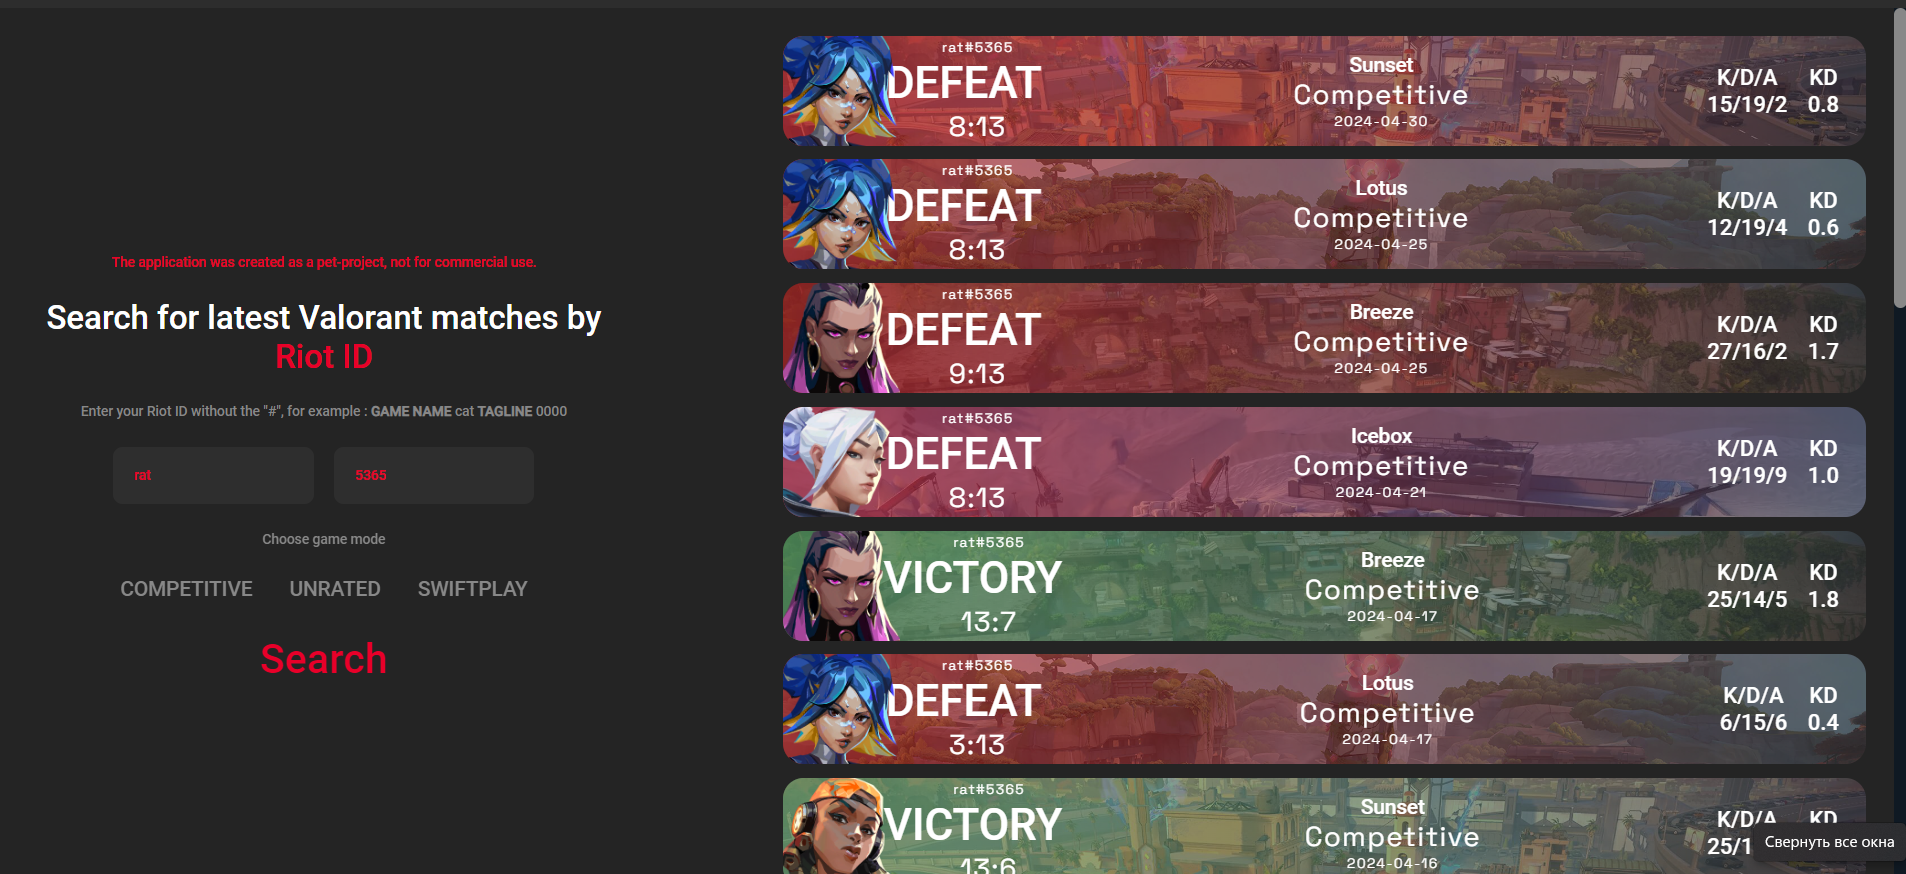 The application was created as a pet-project, not for commercial use.
Search for latest Valorant matches by
Riot ID
Enter your Riot ID without the "#", for example : GAME NAME cat TAGLINE 0000
rat
5365
Choose game mode
COMPETITIVE UNRATED SWIFTPLAY
Search
rat#5365
DEFEAT
8:13
Sunset
Competitive
2024-04-30
K/D/A KD
15/19/2 0.8
rat#5365
DEFEAT
8:13
Lotus
Competitive
2024-04-25
K/D/A KD
12/19/4 0.6
rat#5365
DEFEAT
9:13
Breeze
Competitive
2024-04-25
K/D/A KD
27/16/2 1.7
rat#5365
DEFEAT
8:13
Icebox
Competitive
2024-04-21
K/D/A KD
19/19/9 1.0
rat#5365
VICTORY
13:7
Breeze
Competitive
2024-04-17
K/D/A KD
25/14/5 1.8
rat#5365
DEFEAT
3:13
Lotus
Competitive
2024-04-17
K/D/A KD
6/15/6 0.4
rat#5365
VICTORY
13:6
Sunset
Competitive
2024-04-16
K/D/A KD
25/1
Свернуть все окна